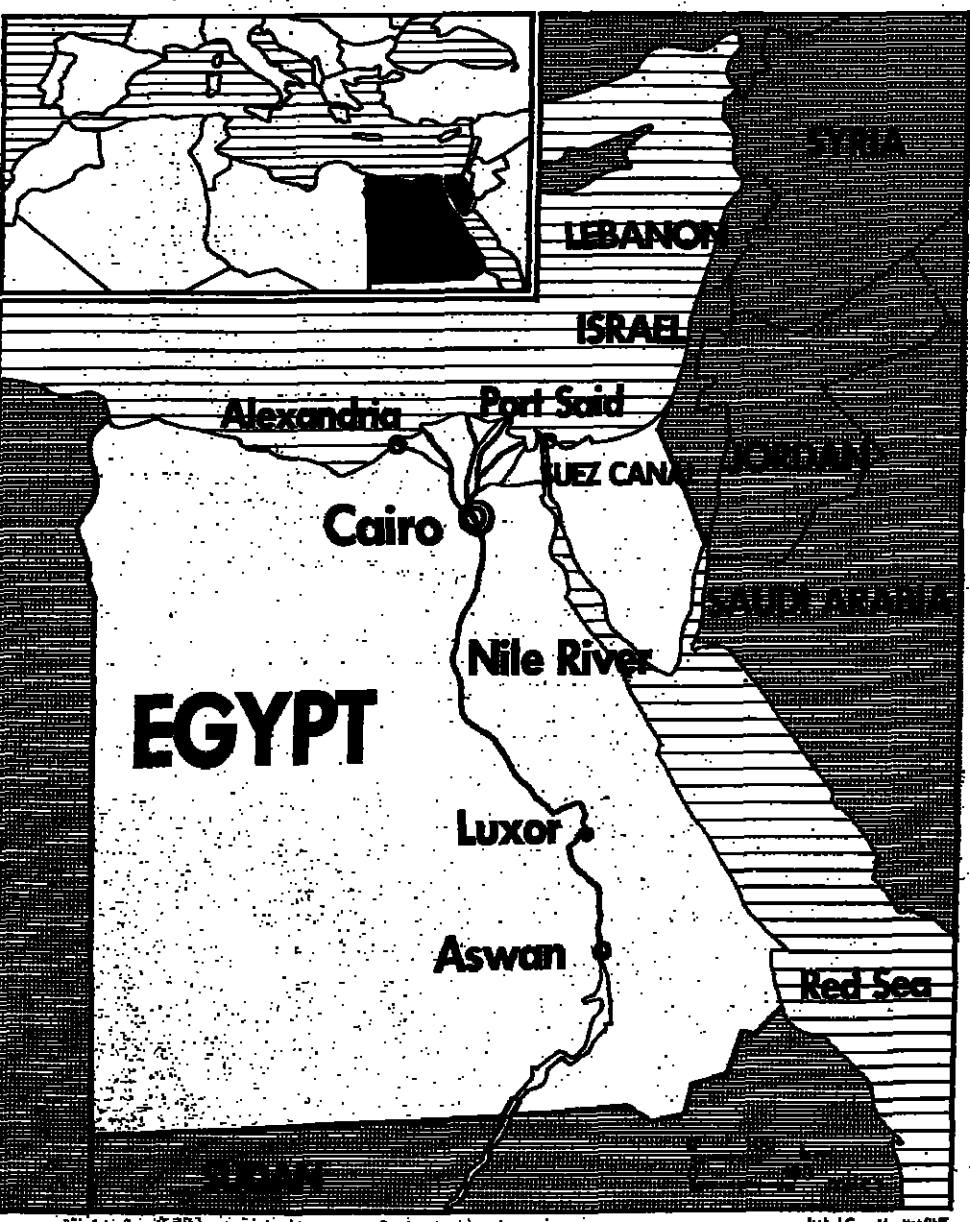 SYRIA
LEBANON
ISRAEL
Alexandria
Port Said
SUEZ CANAL
JORDAN
Cairo
SAUDI ARABIA
Nile River
EGYPT
Luxor
Aswan
Red Sea
SUDAN